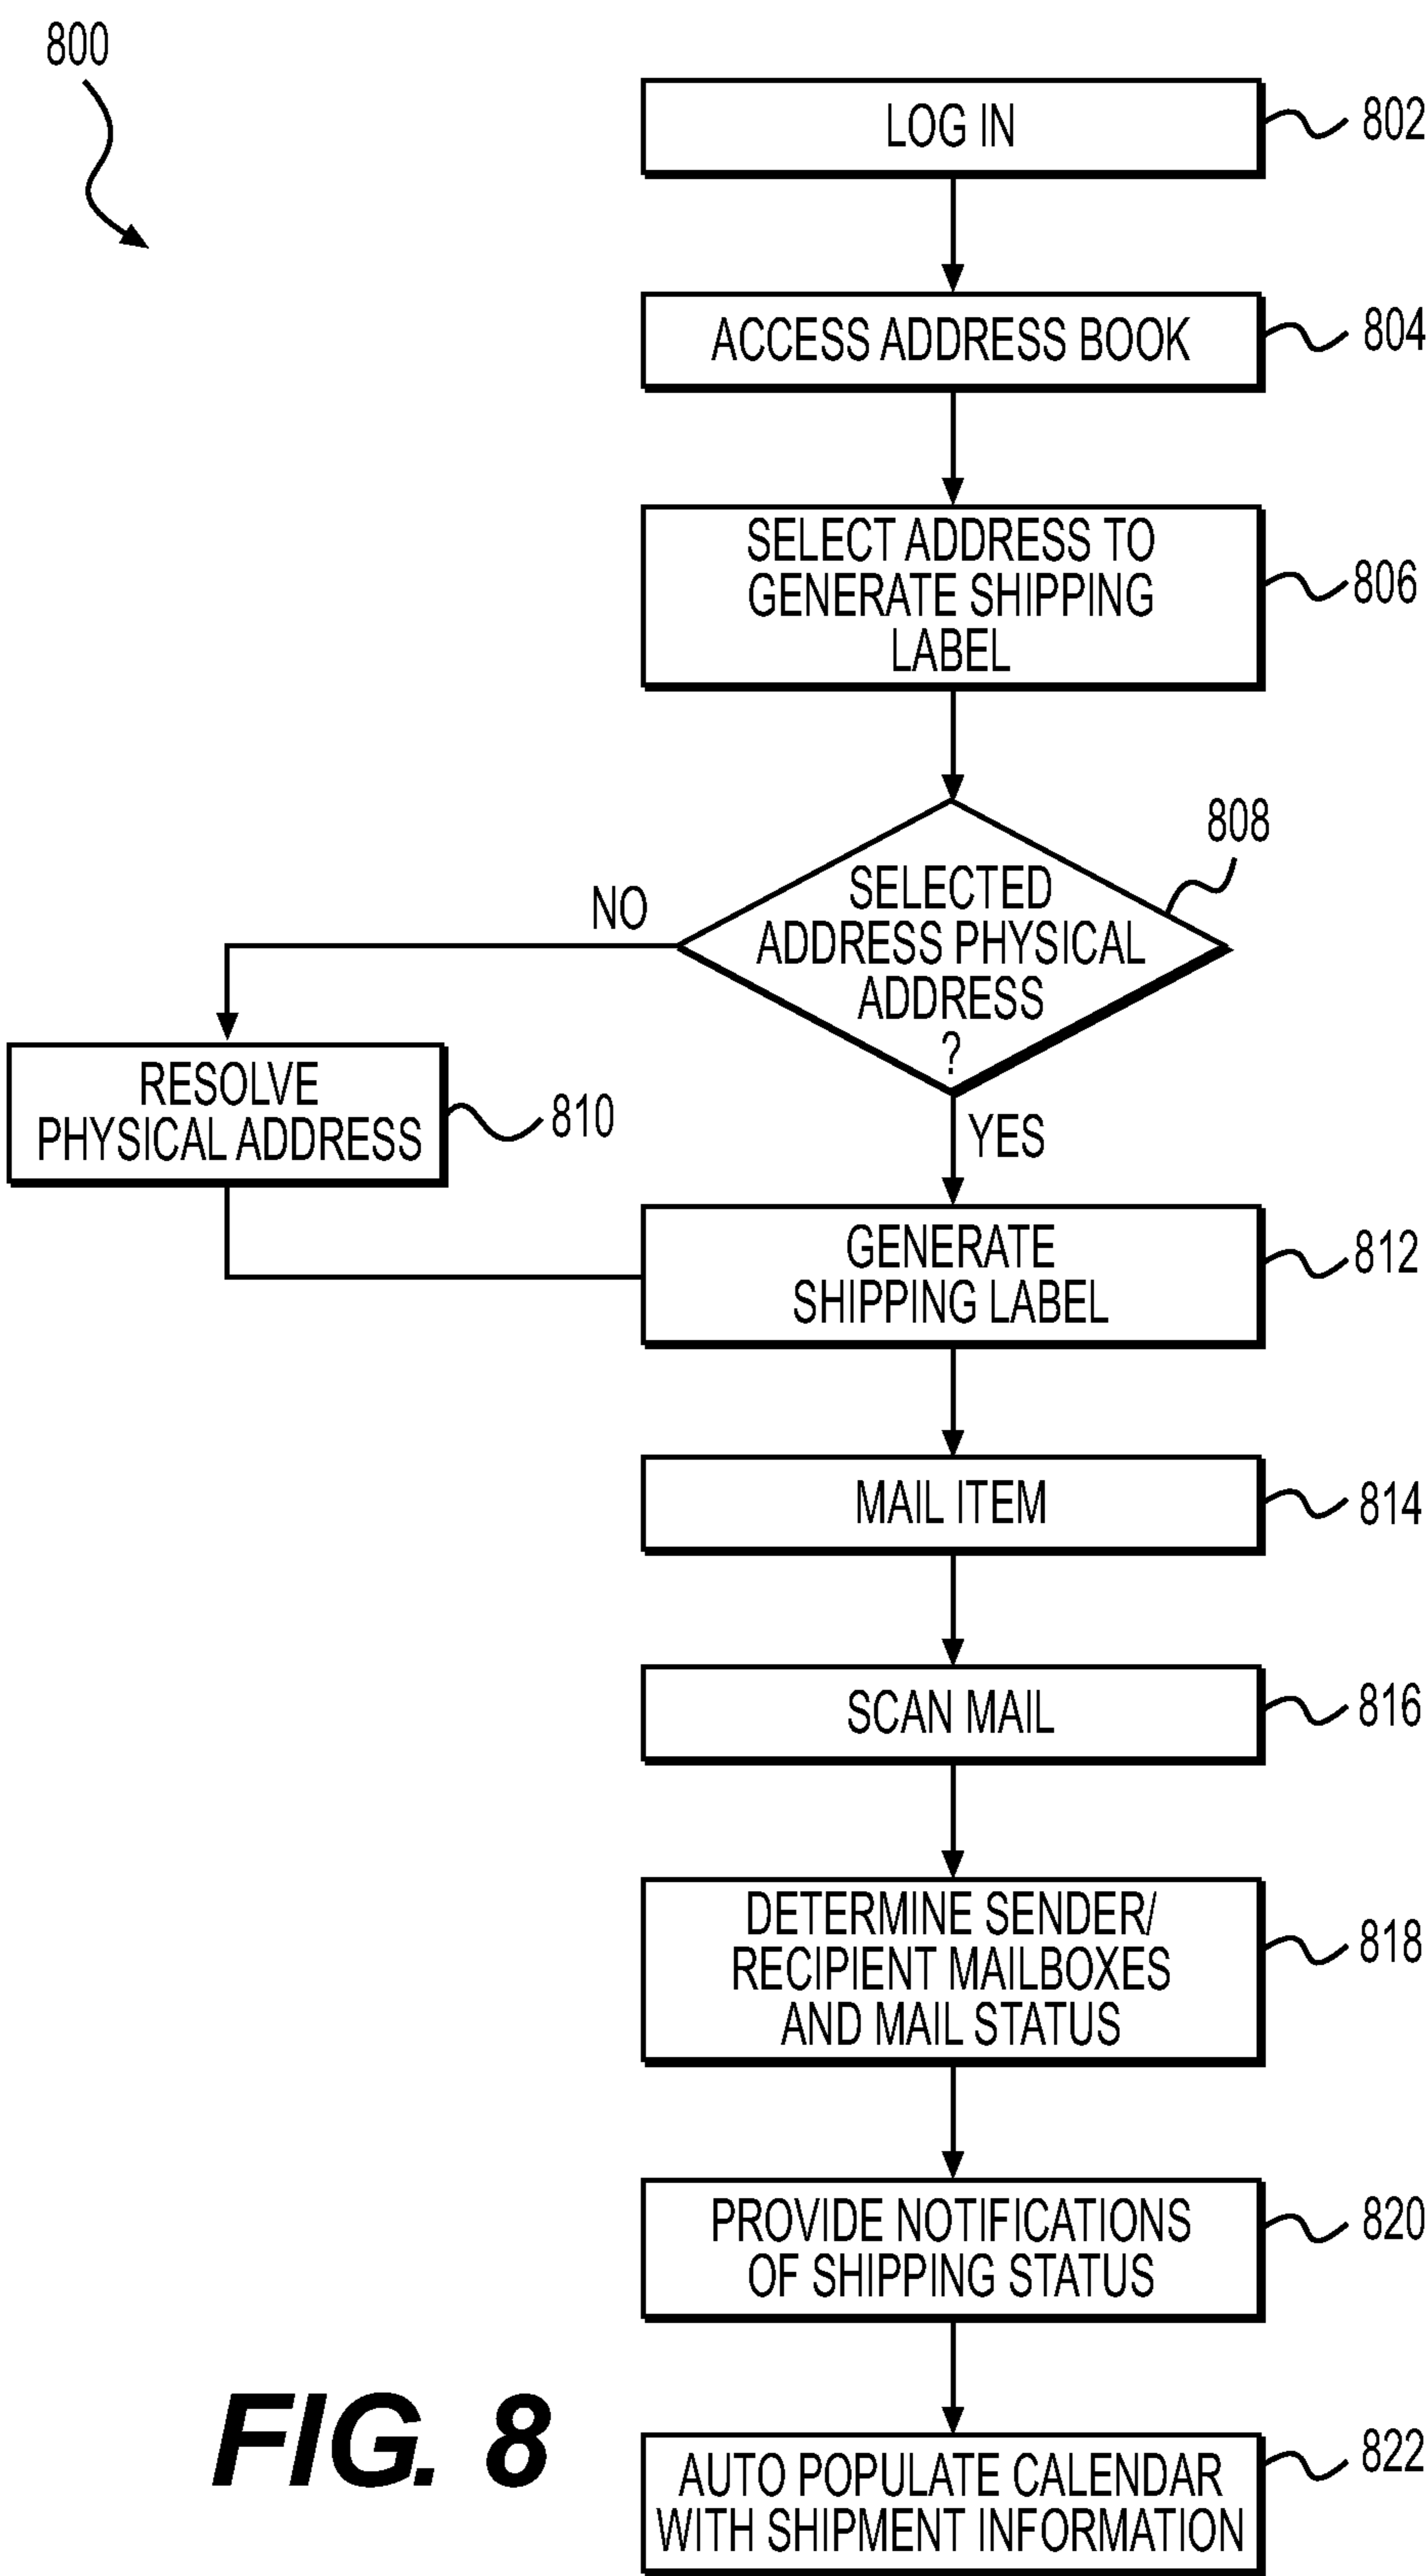 800
LOG IN
802
ACCESS ADDRESS BOOK
804
SELECT ADDRESS TO
GENERATE SHIPPING
LABEL
806
808
SELECTED
ADDRESS PHYSICAL
ADDRESS
?
NO
YES
RESOLVE
PHYSICAL ADDRESS
810
GENERATE
SHIPPING LABEL
812
MAIL ITEM
814
SCAN MAIL
816
DETERMINE SENDER/
RECIPIENT MAILBOXES
AND MAIL STATUS
818
PROVIDE NOTIFICATIONS
OF SHIPPING STATUS
820
AUTO POPULATE CALENDAR
WITH SHIPMENT INFORMATION
822
FIG. 8